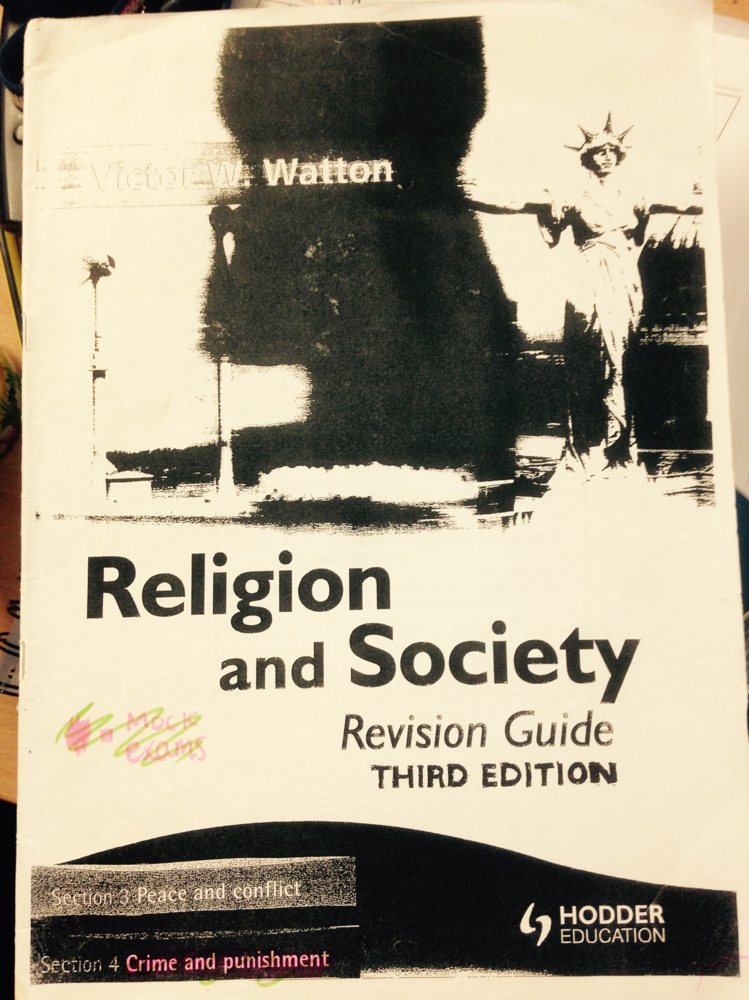 Victor W. Watton
Religion
and Society
Revision Guide
THIRD EDITION
Mock
exams
Section 3 Peace and conflict
Section 4 Crime and punishment
HODDER
EDUCATION